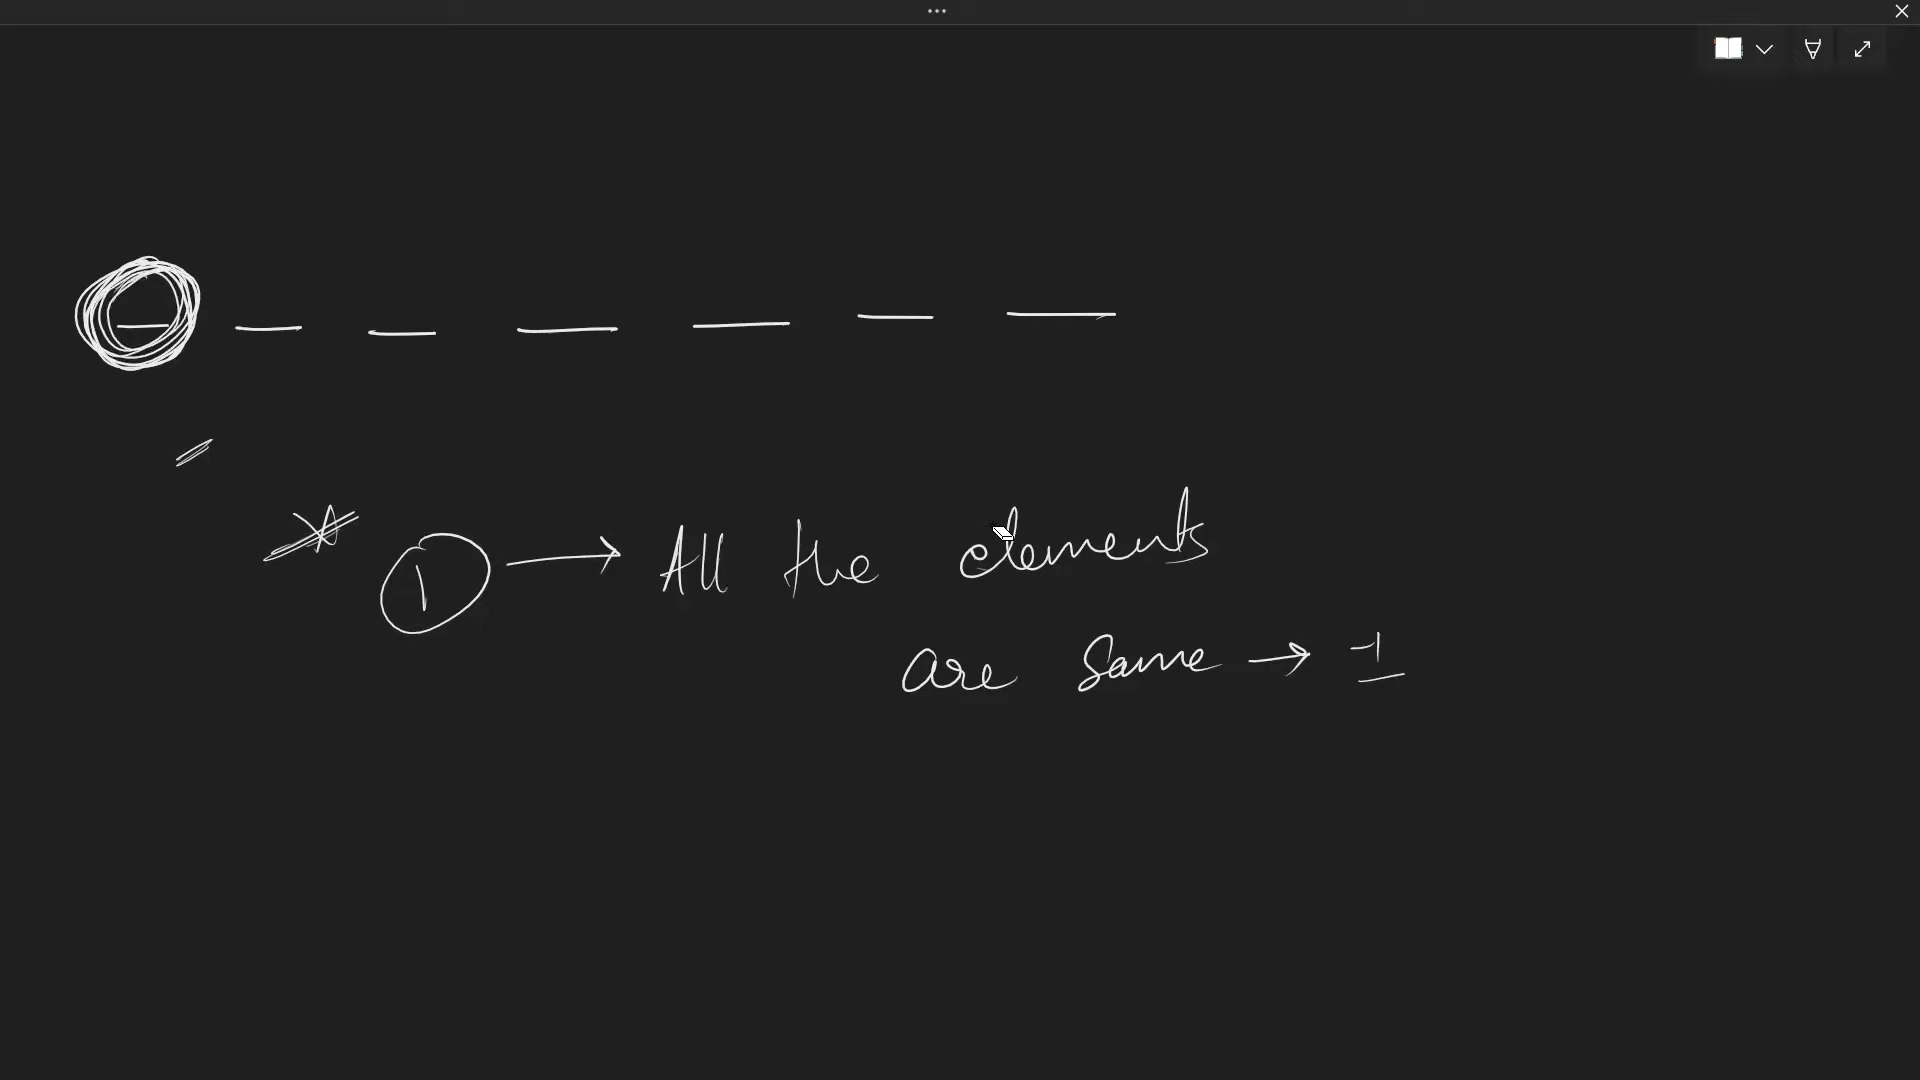 ① → All the elements
are same → -1